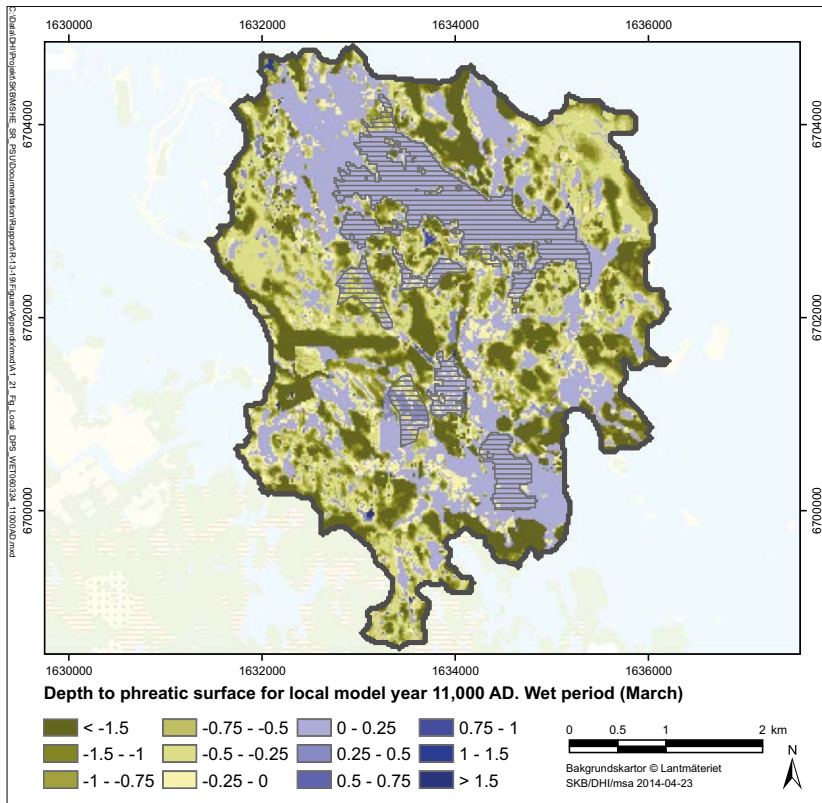 1630000 1632000 1634000 1636000
6704000 6704000
6702000 6702000
6700000 6700000
1630000 1632000 1634000 1636000
Depth to phreatic surface for local model year 11,000 AD. Wet period (March)
< -1.5 -0.75 - -0.5 0 - 0.25 0.75 - 1
-1.5 - -1 -0.5 - -0.25 0.25 - 0.5 1 - 1.5
-1 - -0.75 -0.25 - 0 0.5 - 0.75 > 1.5
0 0.5 1 2 km
Bakgrundskartor © Lantmäteriet
SKB/DHI/msa 2014-04-23
N